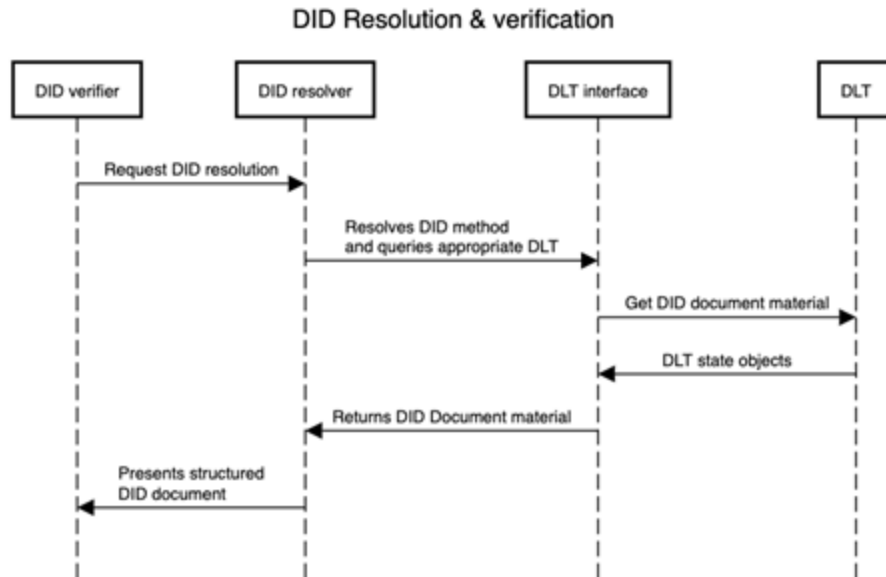 DID Resolution & verification
DID verifier
DID resolver
DLT interface
DLT
Request DID resolution
Resolves DID method
and queries appropriate DLT
Get DID document material
DLT state objects
Returns DID Document material
Presents structured
DID document